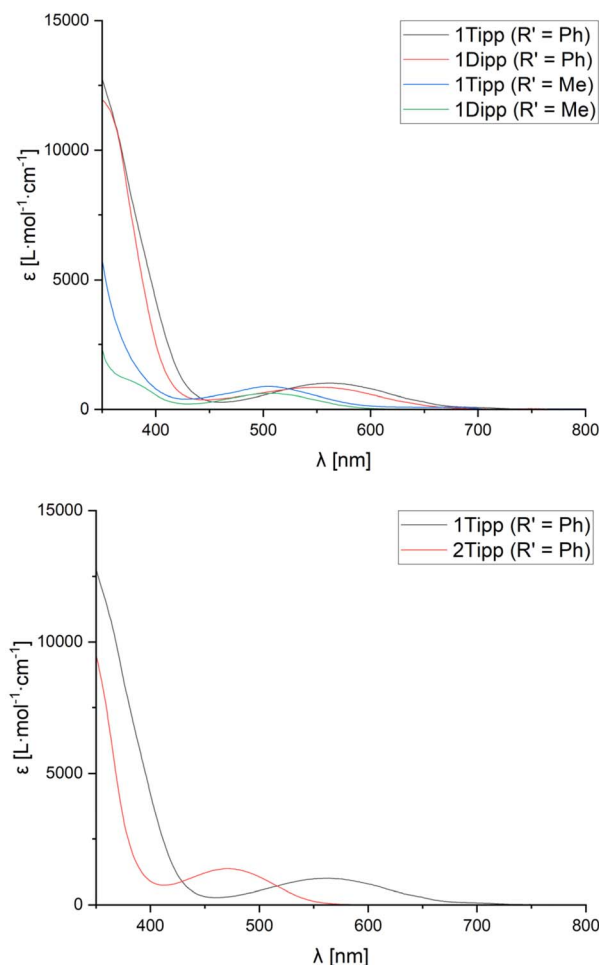 15000
10000
5000
0
ε [L·mol⁻¹·cm⁻¹]
1Tipp (R' = Ph)
1Dipp (R' = Ph)
1Tipp (R' = Me)
1Dipp (R' = Me)
400 500 600 700 800
λ [nm]
15000
10000
5000
0
ε [L·mol⁻¹·cm⁻¹]
1Tipp (R' = Ph)
2Tipp (R' = Ph)
400 500 600 700 800
λ [nm]